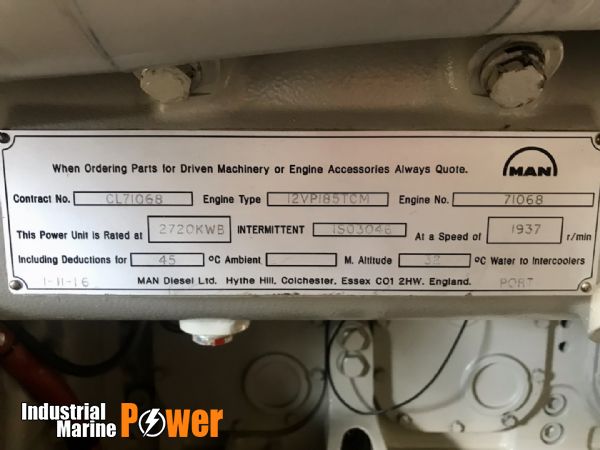 When Ordering Parts for Driven Machinery or Engine Accessories Always Quote.
MAN
Contract No. CL71068 Engine Type 12VP185TCM Engine No. 71068
This Power Unit is Rated at 2720KWB INTERMITTENT ISO3046 At a Speed of 1937 r/min
Including Deductions for 45 ºC Ambient M. Altitude 32 ºC Water to Intercoolers
1-11-16 MAN Diesel Ltd. Hythe Hill, Colchester, Essex CO1 2HW. England. PORT
Industrial
Marine Power